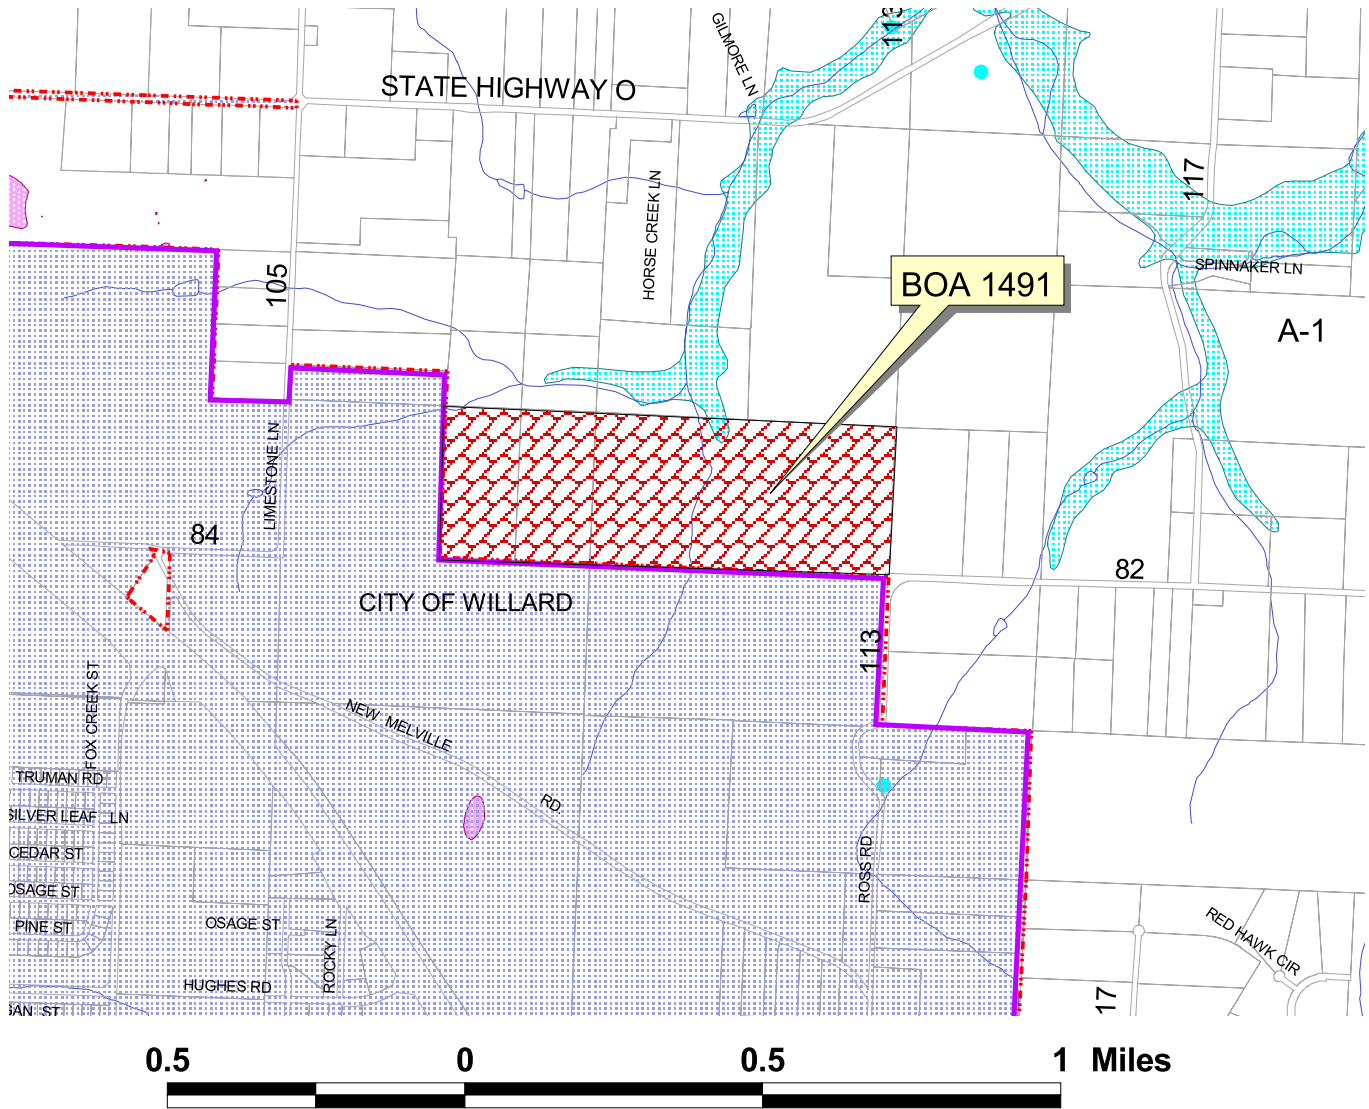 113
GILMORE LN
STATE HIGHWAY O
117
HORSE CREEK LN
SPINNAKER LN
105
BOA 1491
A-1
LIMESTONE LN
84
82
CITY OF WILLARD
113
FOX CREEK ST
NEW MELVILLE
RD
TRUMAN RD
SILVER LEAF LN
CEDAR ST
OSAGE ST
ROSS RD
PINE ST
OSAGE ST
ROCKY LN
RED HAWK CIR
HUGHES RD
17
ST
0.5 0 0.5 1 Miles